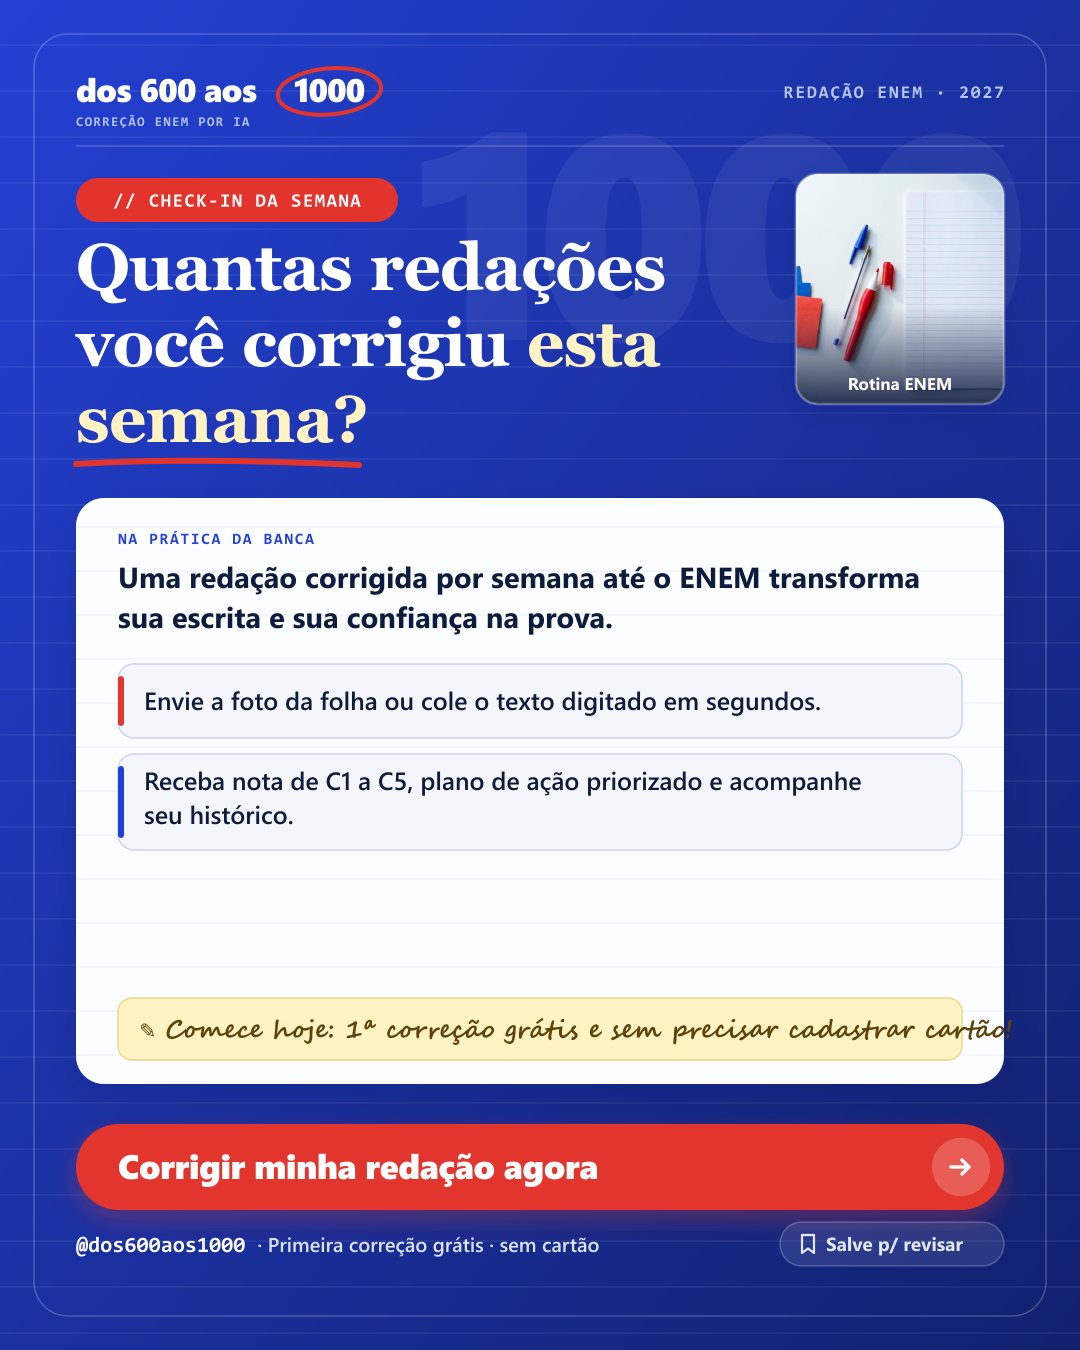 dos 600 aos 1000
CORREÇÃO ENEM POR IA
REDAÇÃO ENEM · 2027
1000
// CHECK-IN DA SEMANA
Quantas redações
você corrigiu esta
semana?
Rotina ENEM
NA PRÁTICA DA BANCA
Uma redação corrigida por semana até o ENEM transforma
sua escrita e sua confiança na prova.
Envie a foto da folha ou cole o texto digitado em segundos.
Receba nota de C1 a C5, plano de ação priorizado e acompanhe
seu histórico.
✎ Comece hoje: 1ª correção grátis e sem precisar cadastrar cartão!
Corrigir minha redação agora
@dos600aos1000 · Primeira correção grátis · sem cartão
Salve p/ revisar